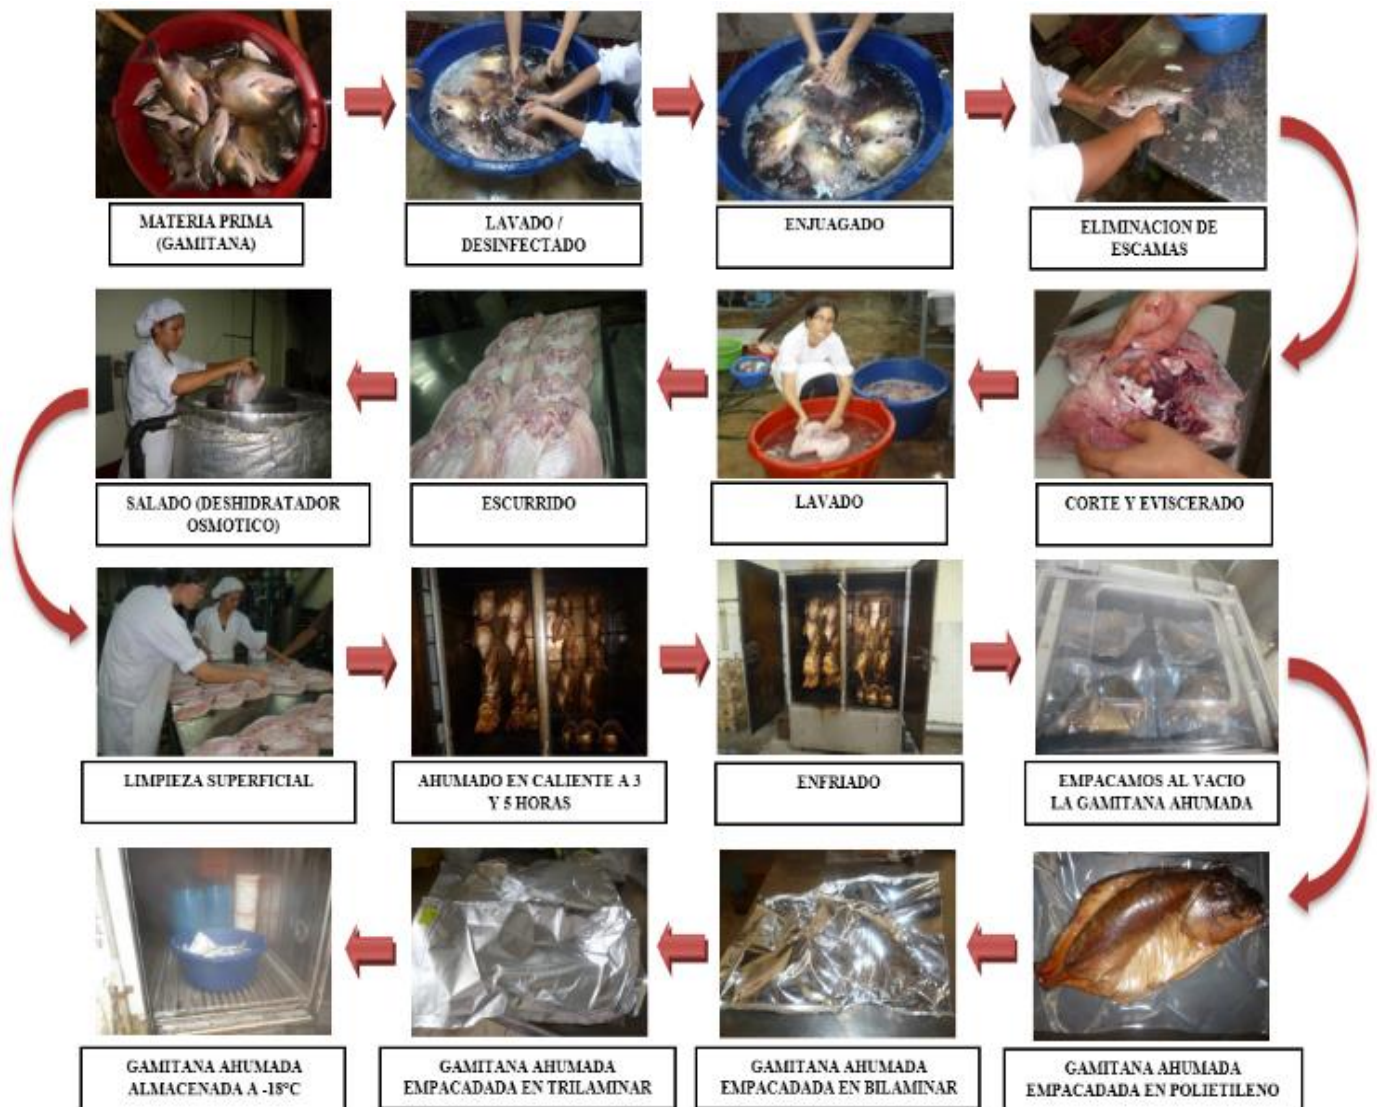 MATERIA PRIMA
(GAMITANA)
LAVADO /
DESINFECTADO
ENJUAGADO
ELIMINACION DE
ESCAMAS
CORTE Y EVISCERADO
LAVADO
ESCURRIDO
SALADO (DESHIDRATADOR
OSMOTICO)
LIMPIEZA SUPERFICIAL
AHUMADO EN CALIENTE A 3
Y 5 HORAS
ENFRIADO
EMPACAMOS AL VACIO
LA GAMITANA AHUMADA
GAMITANA AHUMADA
EMPACADADA EN POLIETILENO
GAMITANA AHUMADA
EMPACADADA EN BILAMINAR
GAMITANA AHUMADA
EMPACADADA EN TRILAMINAR
GAMITANA AHUMADA
ALMACENADA A -18°C